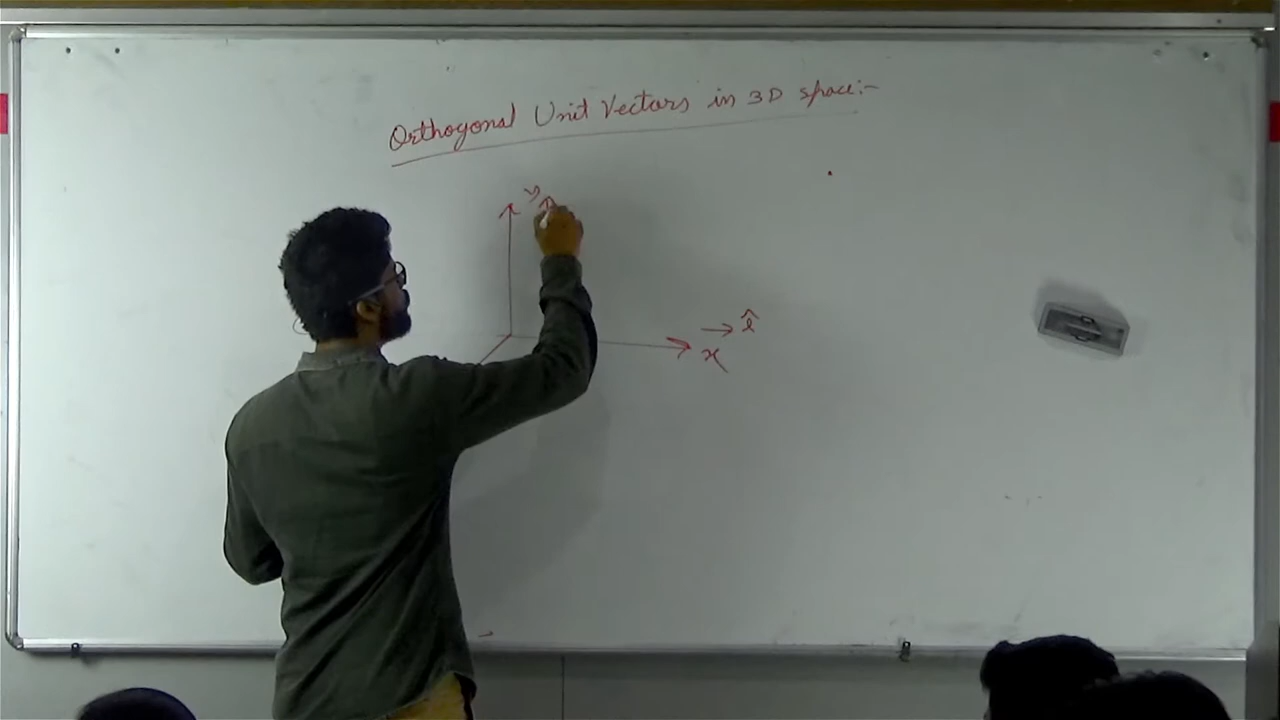 Orthogonal Unit Vectors in 3D space:-
y
→ î
x